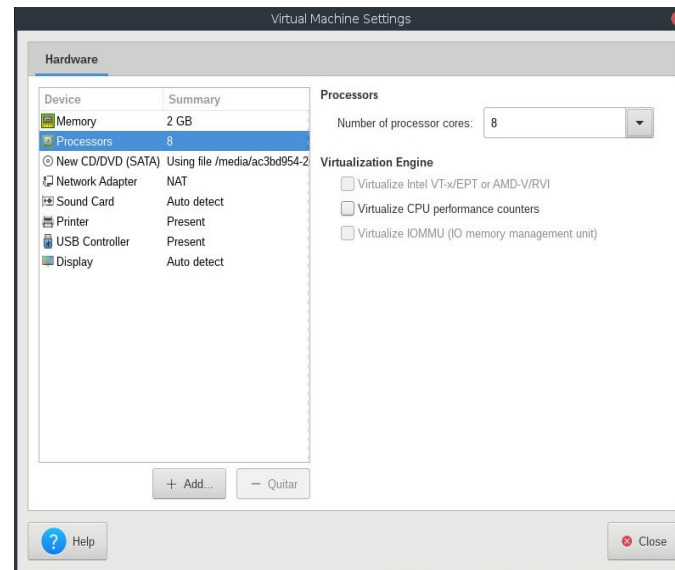 Virtual Machine Settings
Hardware
Device Summary
Memory 2 GB
Processors 8
New CD/DVD (SATA) Using file /media/ac3bd954-2
Network Adapter NAT
Sound Card Auto detect
Printer Present
USB Controller Present
Display Auto detect
+ Add...
− Quitar
Processors
Number of processor cores: 8
Virtualization Engine
Virtualize Intel VT-x/EPT or AMD-V/RVI
Virtualize CPU performance counters
Virtualize IOMMU (IO memory management unit)
? Help
Close